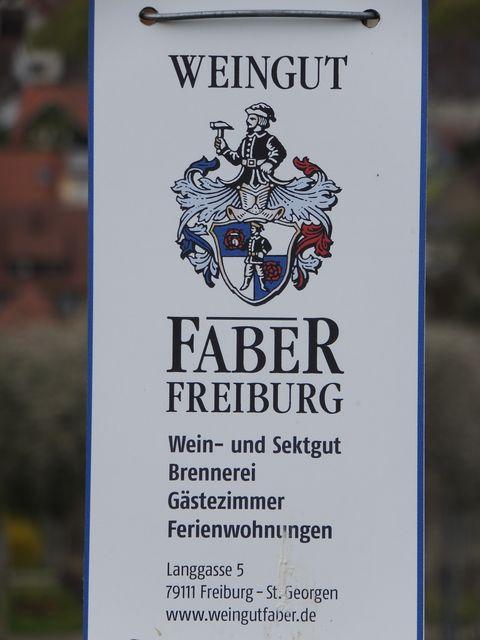 WEINGUT
FABER
FREIBURG
Wein- und Sektgut
Brennerei
Gästezimmer
Ferienwohnungen
Langgasse 5
79111 Freiburg – St. Georgen
www.weingutfaber.de